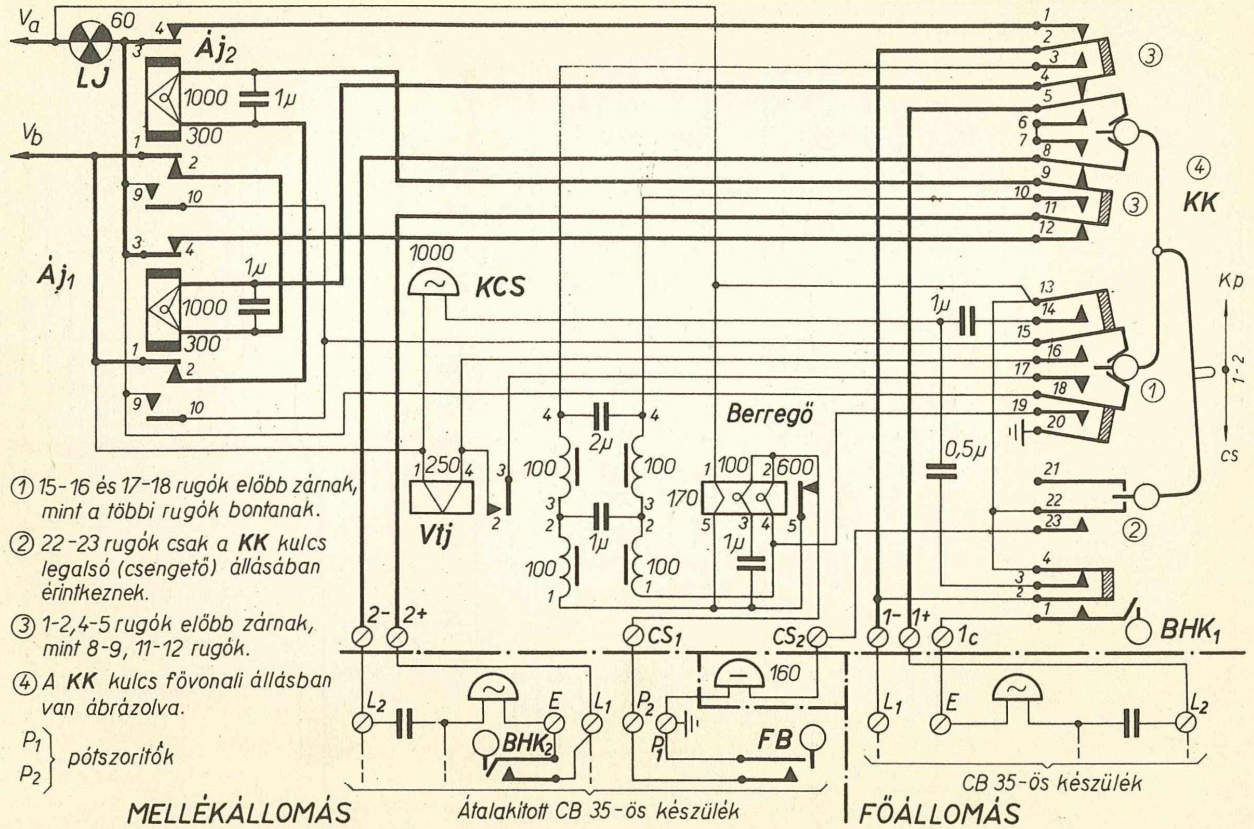 Va
LJ
60
4
3
Áj2
1000
300
1µ
Vb
1
2
9
10
3
4
Áj1
1000
300
1µ
1
2
9
10
1000
KCS
1
250
4
Vtj
3
2
4
2µ
4
100
100
3
2
1µ
3
2
100
100
1
1
Berregő
1
100
2
600
170
5
3
4
5
1µ
1µ
0,5µ
1
2
3
4
5
6
7
8
9
10
11
12
③
④
KK
③
13
14
15
16
17
18
19
20
①
Kp
1-2
cs
21
22
23
②
4
3
2
1
BHK1
① 15-16 és 17-18 rugók előbb zárnak,
mint a többi rugók bontanak.
② 22-23 rugók csak a KK kulcs
legalsó (csengető) állásában
érintkeznek.
③ 1-2, 4-5 rugók előbb zárnak,
mint 8-9, 11-12 rugók.
④ A KK kulcs fővonali állásban
van ábrázolva.
P1
P2
pótszorítók
2-
2+
CS1
CS2
1-
1+
1c
L2
E
L1
BHK2
P2
P1
160
FB
L1
E
L2
Átalakított CB 35-ös készülék
CB 35-ös készülék
MELLÉKÁLLOMÁS
FŐÁLLOMÁS